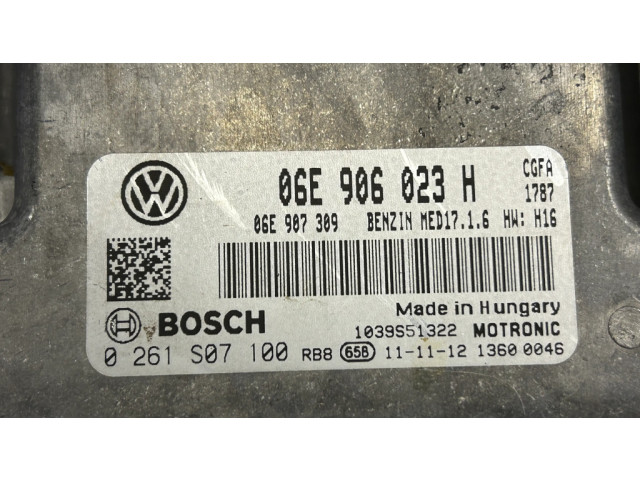 06E 906 023 H CGFA
1787
06E 907 309 BENZIN MED17.1.6 HW: H16
Made in Hungary
BOSCH 1039S51322 MOTRONIC
0 261 S07 100 RB8 658 11-11-12 1360 0046